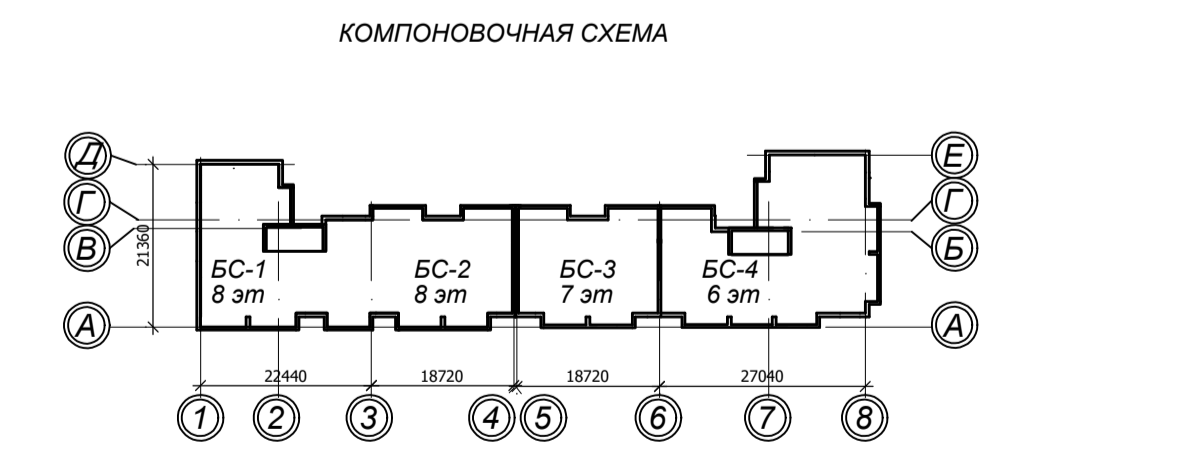 КОМПОНОВОЧНАЯ СХЕМА
Д
Е
Г
Г
В
Б
21360
БС-1
8 эт
БС-2
8 эт
БС-3
7 эт
БС-4
6 эт
А
А
22440
18720
18720
27040
1
2
3
4
5
6
7
8